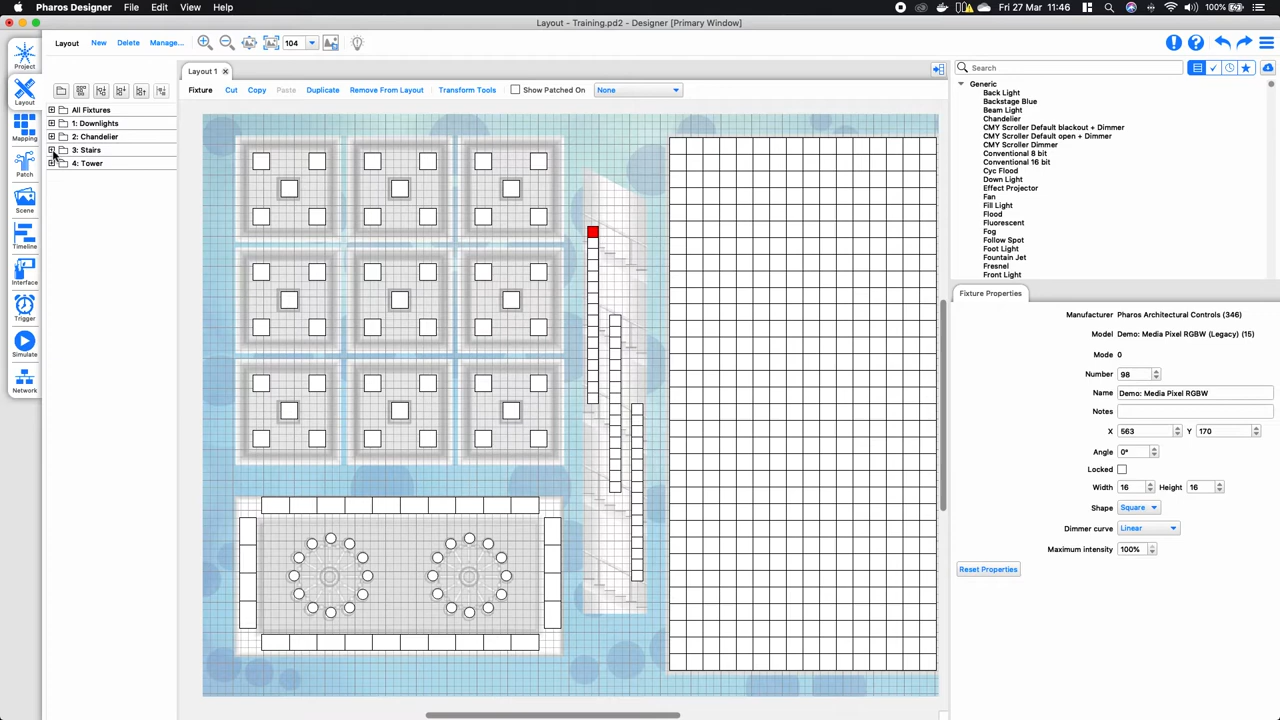 Pharos Designer File Edit View Help
Fri 27 Mar 11:46
100%
Layout - Training.pd2 - Designer [Primary Window]
Project
Layout
Mapping
Patch
Scene
Timeline
Interface
Trigger
Simulate
Network
Layout New Delete Manage... 104
All Fixtures
1: Downlights
2: Chandelier
3: Stairs
4: Tower
Layout 1
Fixture Cut Copy Paste Duplicate Remove From Layout Transform Tools Show Patched On None
Search
Generic
Back Light
Backstage Blue
Beam Light
Chandelier
CMY Scroller Default blackout + Dimmer
CMY Scroller Default open + Dimmer
CMY Scroller Dimmer
Conventional 8 bit
Conventional 16 bit
Cyc Flood
Down Light
Effect Projector
Fan
Fill Light
Flood
Fluorescent
Fog
Follow Spot
Foot Light
Fountain Jet
Fresnel
Front Light
Fixture Properties
Manufacturer Pharos Architectural Controls (346)
Model Demo: Media Pixel RGBW (Legacy) (15)
Mode 0
Number 98
Name Demo: Media Pixel RGBW
Notes
X 563 Y 170
Angle 0°
Locked
Width 16 Height 16
Shape Square
Dimmer curve Linear
Maximum intensity 100%
Reset Properties